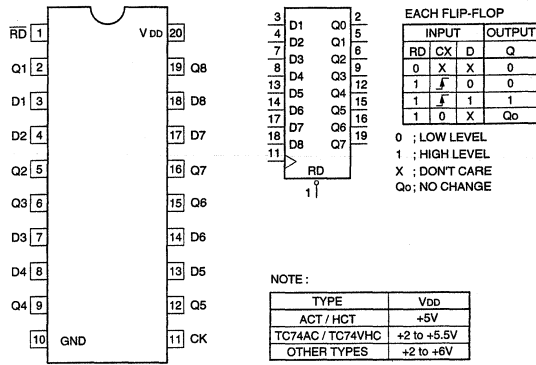 RD 1 VDD 20
Q1 2 19 Q8
D1 3 18 D8
D2 4 17 D7
Q2 5 16 Q7
Q3 6 15 Q6
D3 7 14 D6
D4 8 13 D5
Q4 9 12 Q5
10 GND 11 CK
3 D1 Q0 2
4 D2 Q1 5
7 D3 Q2 6
8 D4 Q3 9
13 D5 Q4 12
14 D6 Q5 15
17 D7 Q6 16
18 D8 Q7 19
11
RD
1
EACH FLIP-FLOP
INPUT OUTPUT
RD CX D Q
0 X X 0
1 0 0
1 1 1
1 0 X Qo
0 ; LOW LEVEL
1 ; HIGH LEVEL
X ; DON'T CARE
Qo ; NO CHANGE
NOTE :
TYPE VDD
ACT / HCT +5V
TC74AC / TC74VHC +2 to +5.5V
OTHER TYPES +2 to +6V